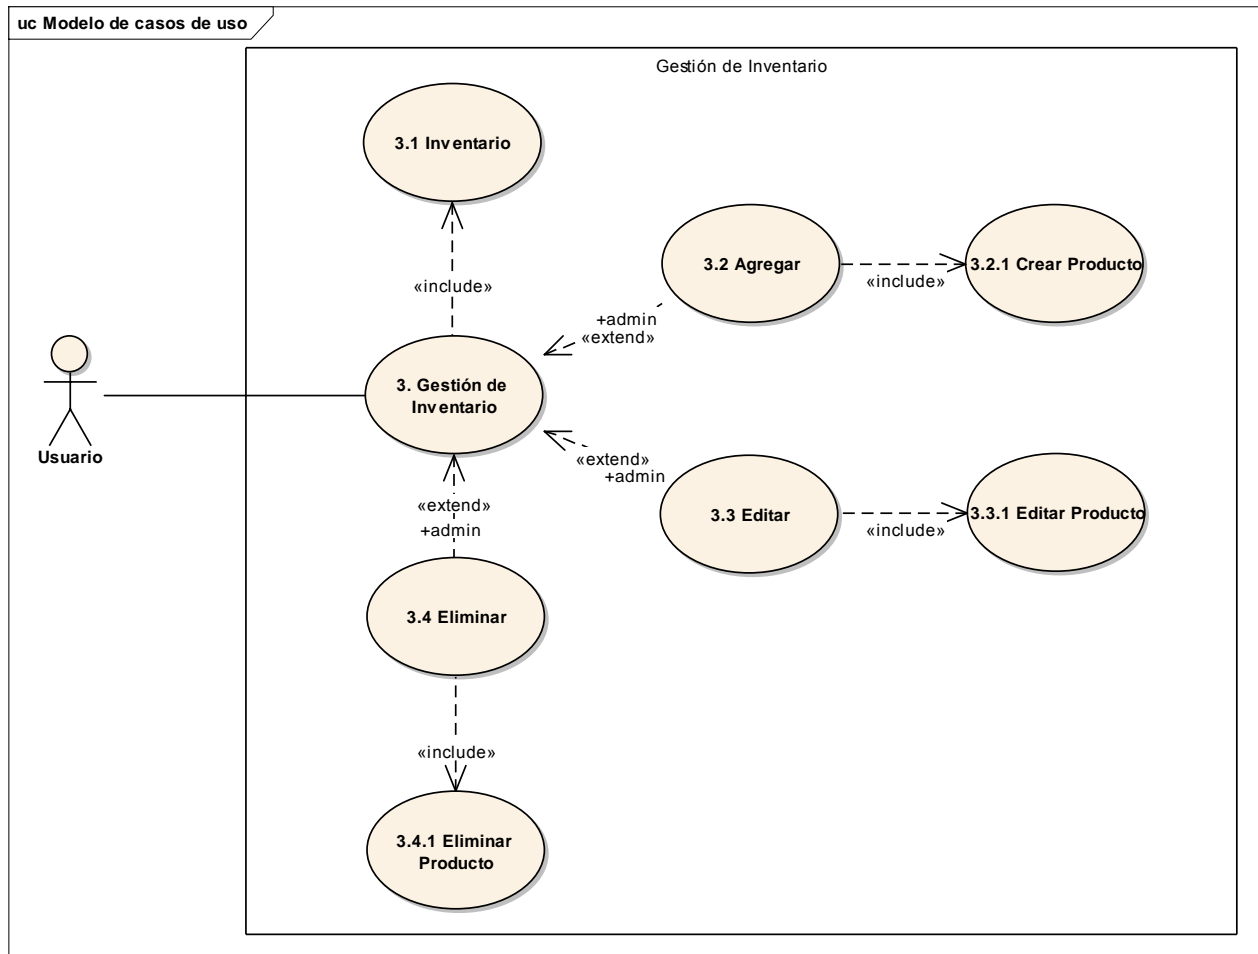 uc Modelo de casos de uso
Gestión de Inventario
3.1 Inventario
«include»
3.2 Agregar
«include»
3.2.1 Crear Producto
+admin
«extend»
3. Gestión de
Inventario
Usuario
«extend»
+admin
«extend»
+admin
3.3 Editar
«include»
3.3.1 Editar Producto
3.4 Eliminar
«include»
3.4.1 Eliminar
Producto